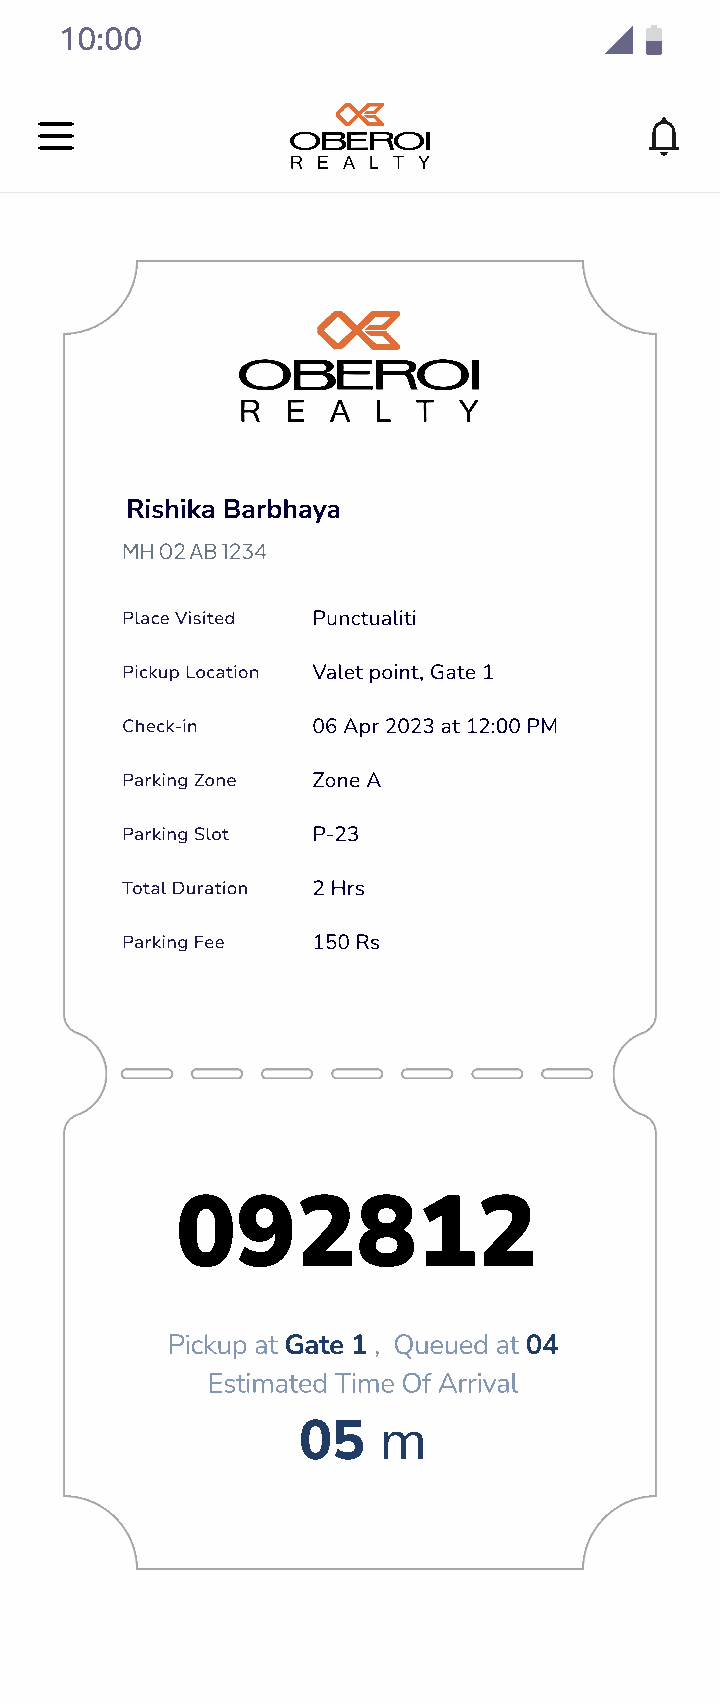 10:00
OBEROI
REALTY
OBEROI
REALTY
Rishika Barbhaya
MH 02 AB 1234
Place Visited Punctualiti
Pickup Location Valet point, Gate 1
Check-in 06 Apr 2023 at 12:00 PM
Parking Zone Zone A
Parking Slot P-23
Total Duration 2 Hrs
Parking Fee 150 Rs
092812
Pickup at Gate 1 , Queued at 04
Estimated Time Of Arrival
05 m